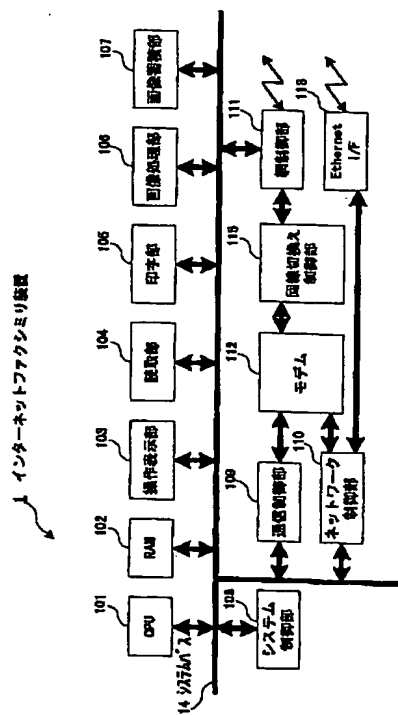 1 インターネットファクシミリ装置
101
CPU
102
RAM
103
操作表示部
104
読取部
105
印字部
106
画像処理部
107
画像蓄積部
14 システムバス
108
システム
制御部
109
通信制御部
110
ネットワーク
制御部
112
モデム
115
回線切換え
制御部
111
網制御部
113
Ethernet
I/F